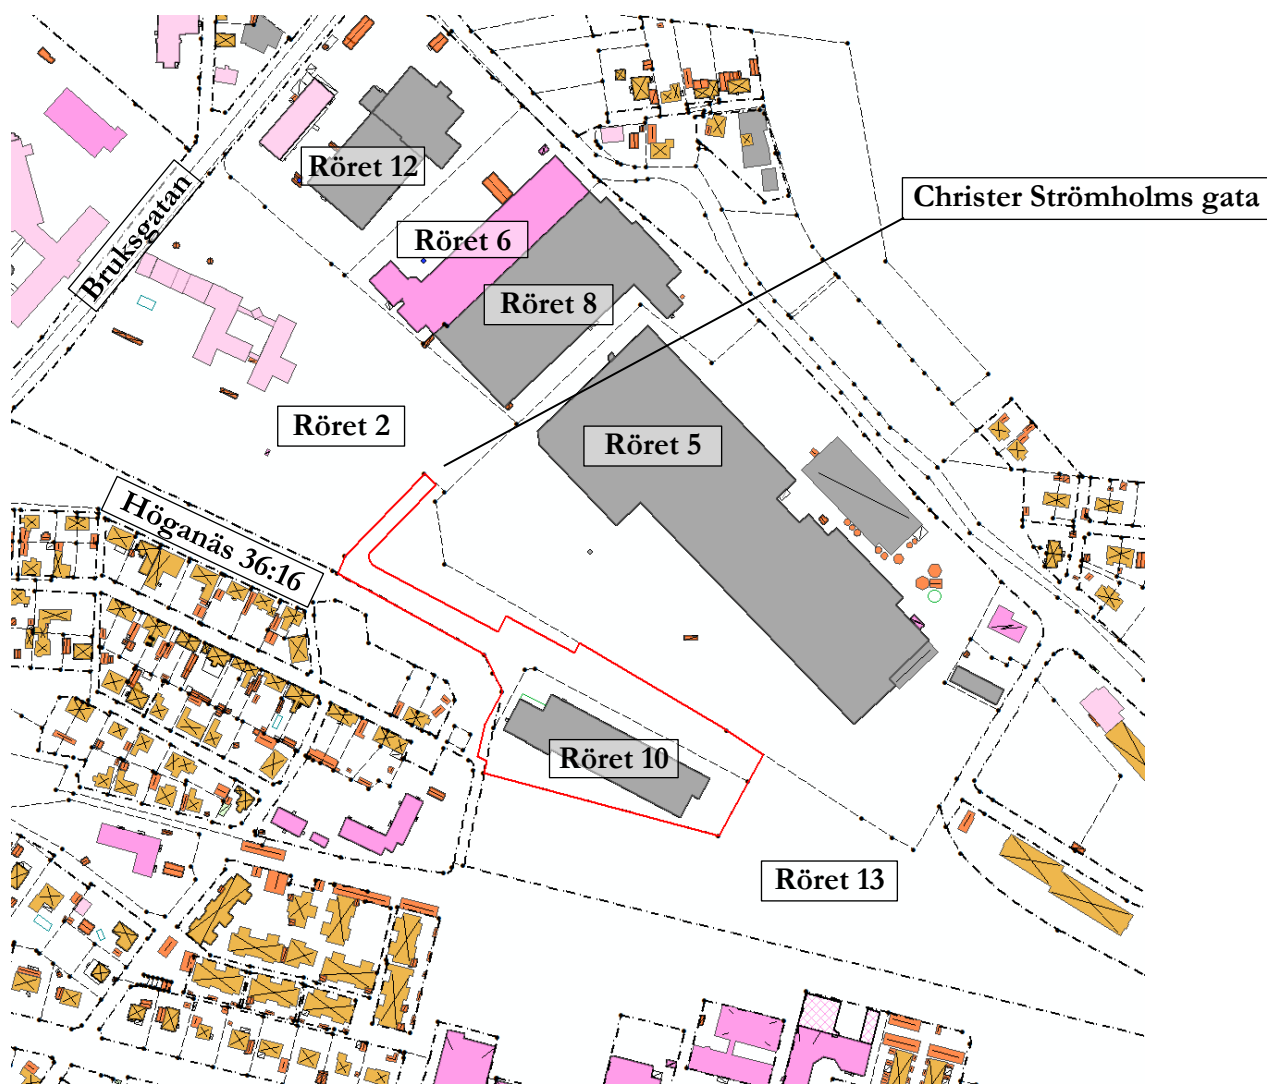 Röret 12
Christer Strömholms gata
Bruksgatan
Röret 6
Röret 8
Röret 2
Röret 5
Höganäs 36:16
Röret 10
Röret 13